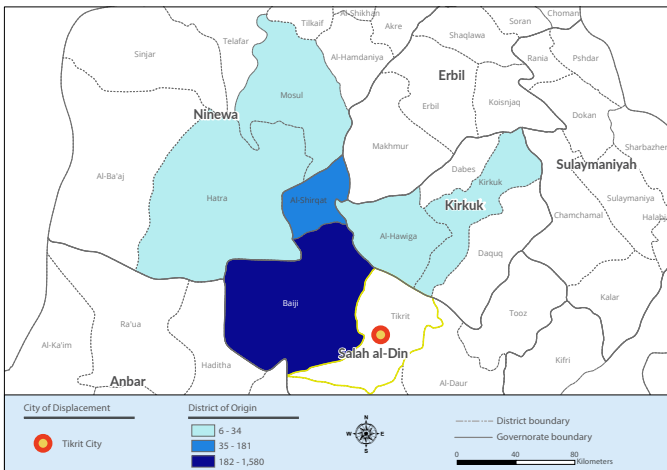 Choman
Al-Shikhan
Soran
Tilkaif
Akre
Shaqlawa
Telafar
Sinjar
Al-Hamdaniya
Rania
Pshdar
Erbil
Mosul
Erbil
Koisnjaq
Ninewa
Dokan
Makhmur
Sharbazher
Dabes
Sulaymaniyah
Al-Ba'aj
Kirkuk
Hatra
Al-Shirqat
Kirkuk
Sulaymaniya
Chamchamal
Halabja
Al-Hawiga
Daquq
Baiji
Kalar
Tikrit
Tooz
Ra'ua
Al-Ka'im
Salah al-Din
Haditha
Kifri
Anbar
Al-Daur
City of Displacement
Tikrit City
District of Origin
6 - 34
35 - 181
182 - 1,580
N
W
E
S
District boundary
Governorate boundary
0 40 80
Kilometers